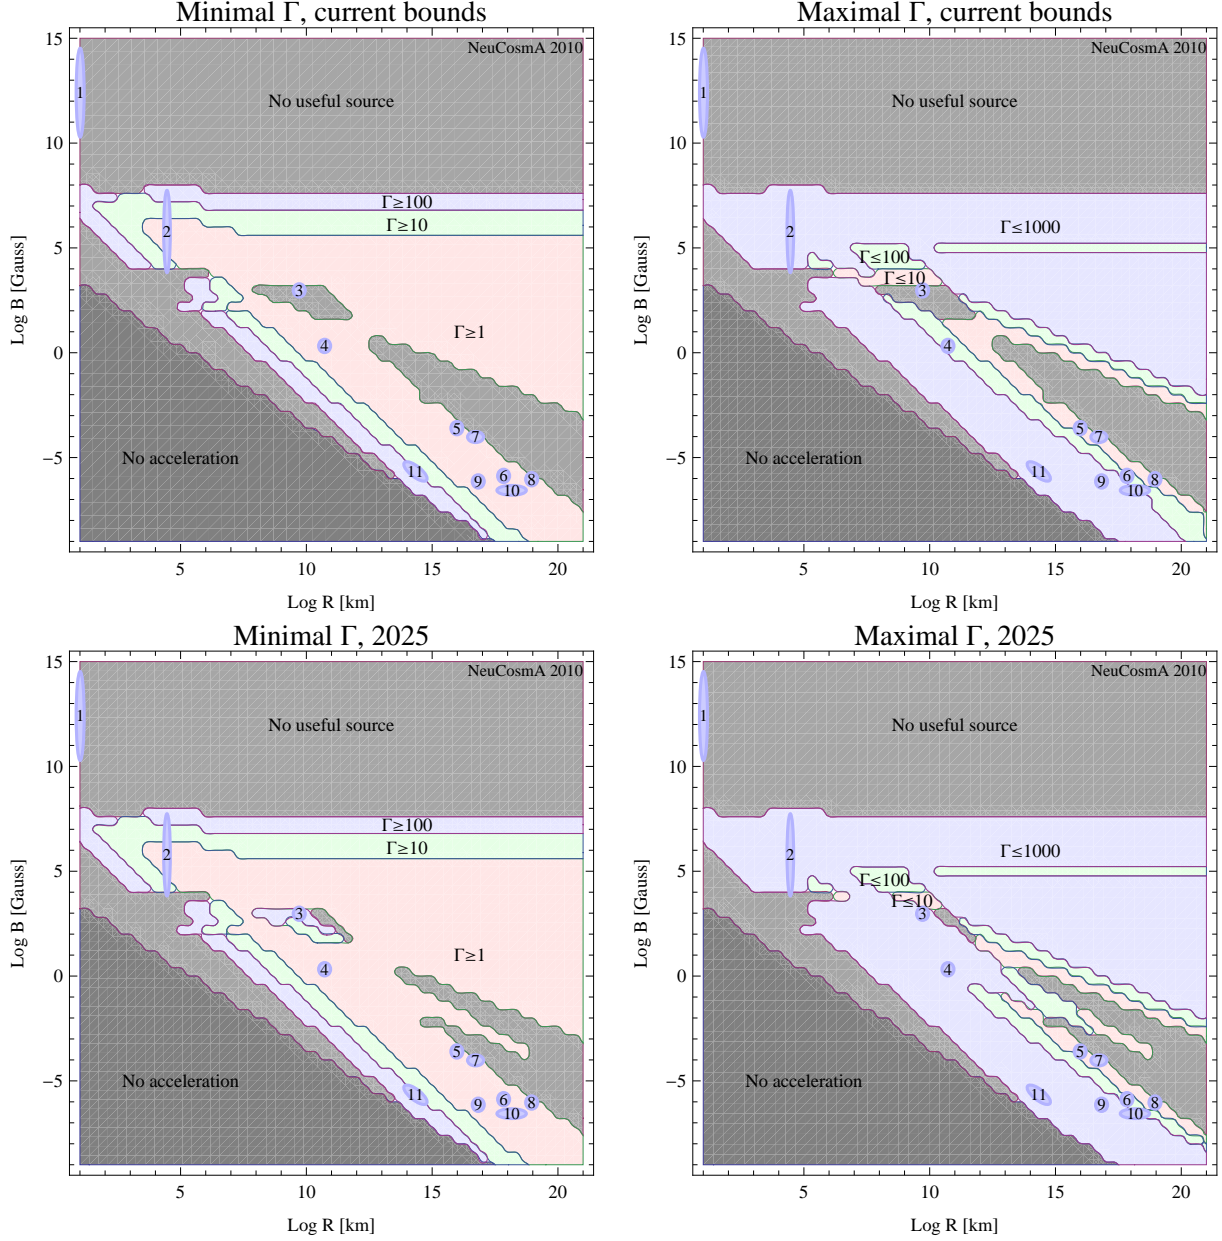 Minimal Γ, current bounds
NeuCosmA 2010
No useful source
Γ≥100
Γ≥10
Γ≥1
No acceleration
1
2
3
4
5
7
6
8
9
10
11
15
10
5
0
−5
5
10
15
20
Log B [Gauss]
Log R [km]
Maximal Γ, current bounds
NeuCosmA 2010
No useful source
Γ≤1000
Γ≤100
Γ≤10
No acceleration
1
2
3
4
5
7
6
8
9
10
11
15
10
5
0
−5
5
10
15
20
Log B [Gauss]
Log R [km]
Minimal Γ, 2025
NeuCosmA 2010
No useful source
Γ≥100
Γ≥10
Γ≥1
No acceleration
1
2
3
4
5
7
6
8
9
10
11
15
10
5
0
−5
5
10
15
20
Log B [Gauss]
Log R [km]
Maximal Γ, 2025
NeuCosmA 2010
No useful source
Γ≤1000
Γ≤100
Γ≤10
No acceleration
1
2
3
4
5
7
6
8
9
10
11
15
10
5
0
−5
5
10
15
20
Log B [Gauss]
Log R [km]